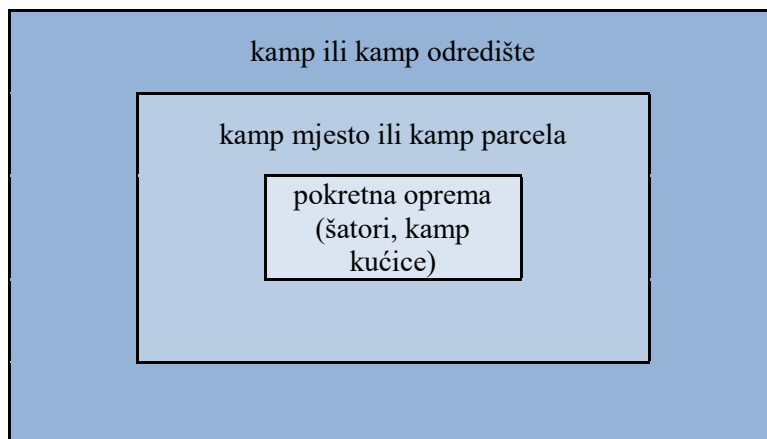 kamp ili kamp odredište
kamp mjesto ili kamp parcela
pokretna oprema
(šatori, kamp
kućice)